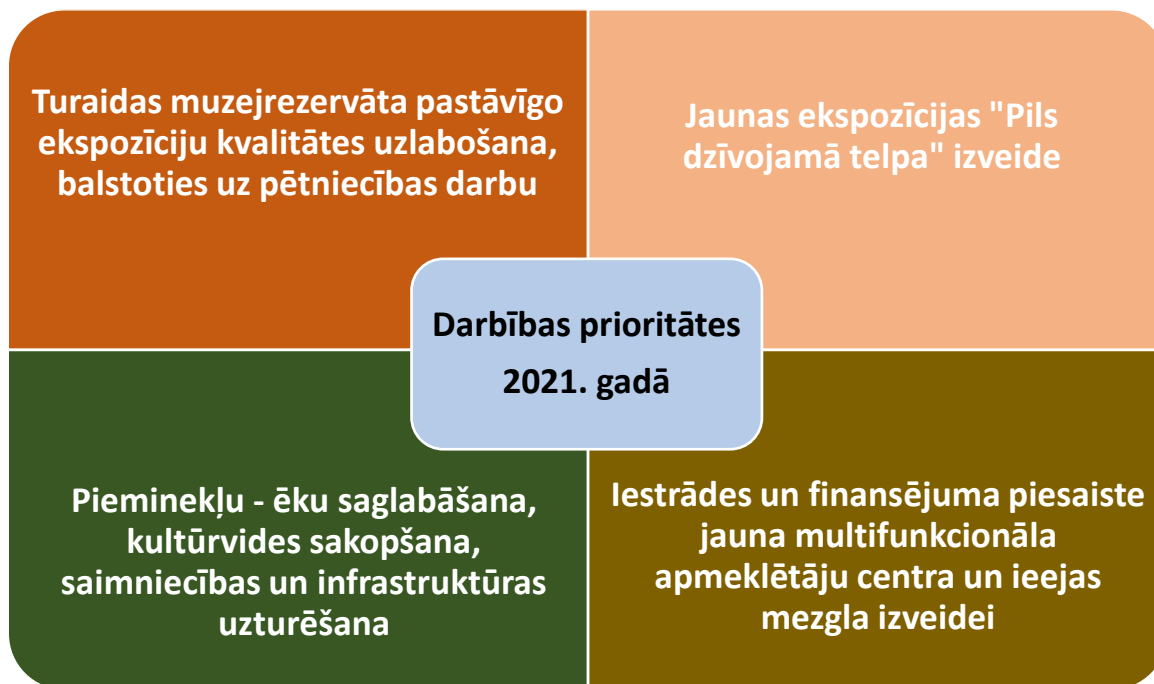 Turaidas muzejrezervāta pastāvīgo
ekspozīciju kvalitātes uzlabošana,
balstoties uz pētniecības darbu
Jaunas ekspozīcijas "Pils
dzīvojamā telpa" izveide
Darbības prioritātes
2021. gadā
Pieminekļu - ēku saglabāšana,
kultūrvides sakopšana,
saimniecības un infrastruktūras
uzturēšana
Iestrādes un finansējuma piesaiste
jauna multifunkcionāla
apmeklētāju centra un ieejas
mezgla izveidei